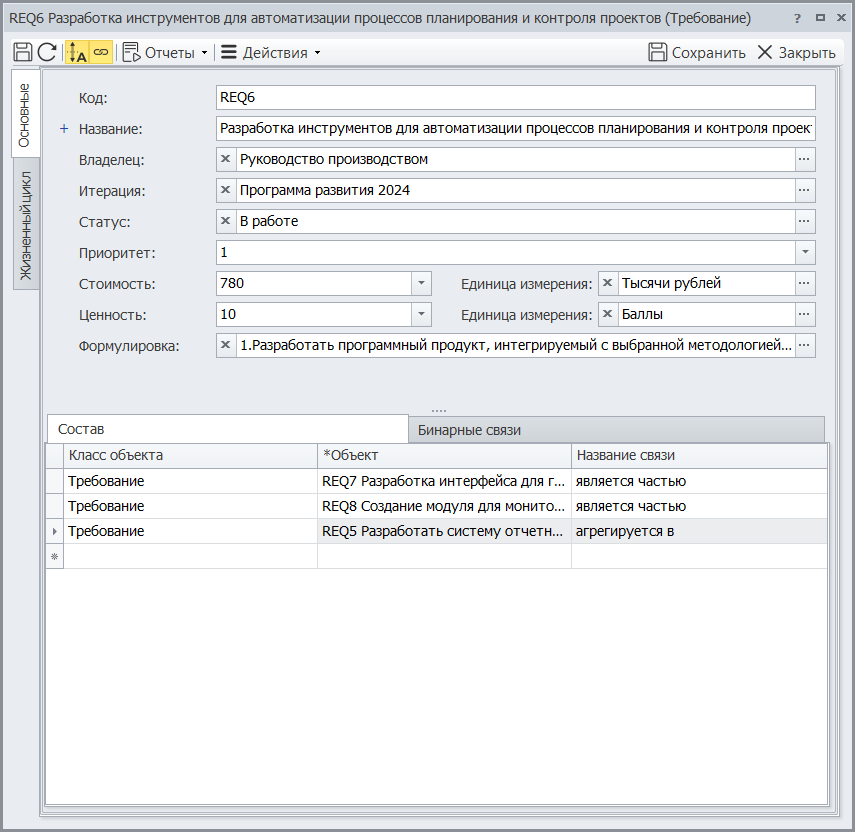 REQ6 Разработка инструментов для автоматизации процессов планирования и контроля проектов (Требование)
Отчеты Действия Сохранить Закрыть
Основные
Жизненный цикл
Код: REQ6
+ Название: Разработка инструментов для автоматизации процессов планирования и контроля проект
Владелец: Руководство производством ...
Итерация: Программа развития 2024 ...
Статус: В работе ...
Приоритет: 1
Стоимость: 780 Единица измерения: Тысячи рублей ...
Ценность: 10 Единица измерения: Баллы ...
Формулировка: 1.Разработать программный продукт, интегрируемый с выбранной методологией... ...
Состав Бинарные связи
Класс объекта *Объект Название связи
Требование REQ7 Разработка интерфейса для г... является частью
Требование REQ8 Создание модуля для монито... является частью
Требование REQ5 Разработать систему отчетн... агрегируется в